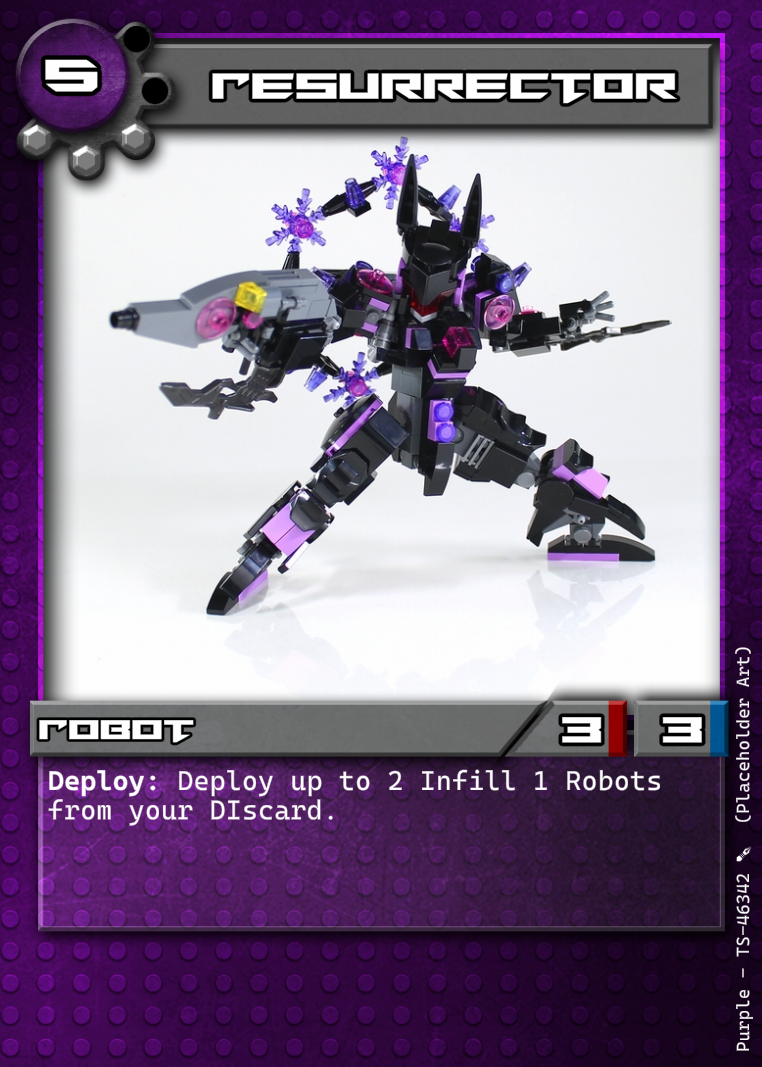 5
RESURRECTOR
ROBOT
3 3
Deploy: Deploy up to 2 Infill 1 Robots
from your DIscard.
Purple - TS-46342 ✒ (Placeholder Art)